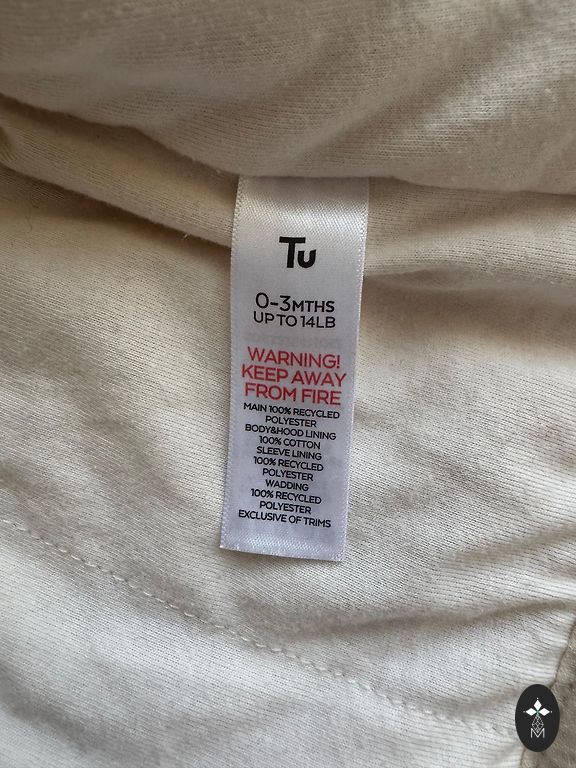 Tu
0-3MTHS
UP TO 14LB
WARNING!
KEEP AWAY
FROM FIRE
MAIN 100% RECYCLED
POLYESTER
BODY&HOOD LINING
100% COTTON
SLEEVE LINING
100% RECYCLED
POLYESTER
WADDING
100% RECYCLED
POLYESTER
EXCLUSIVE OF TRIMS
M